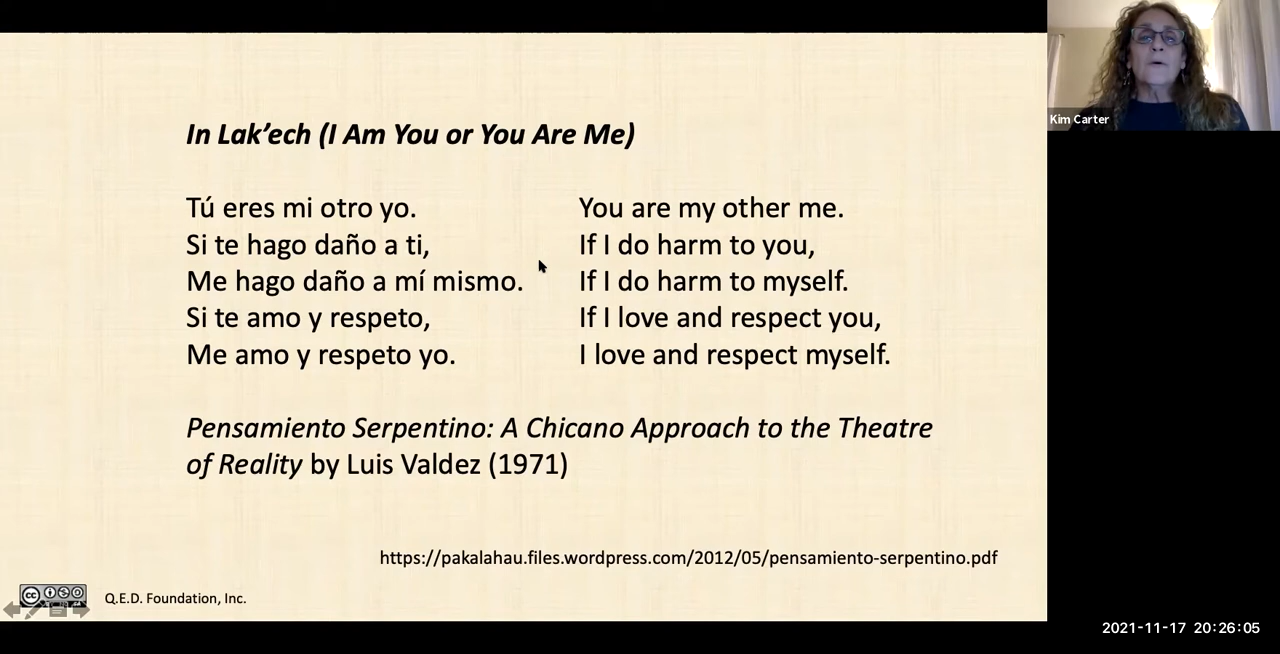 In Lak’ech (I Am You or You Are Me)
Tú eres mi otro yo.
Si te hago daño a ti,
Me hago daño a mí mismo.
Si te amo y respeto,
Me amo y respeto yo.
You are my other me.
If I do harm to you,
If I do harm to myself.
If I love and respect you,
I love and respect myself.
Pensamiento Serpentino: A Chicano Approach to the Theatre
of Reality by Luis Valdez (1971)
https://pakalahau.files.wordpress.com/2012/05/pensamiento-serpentino.pdf
cc
Q.E.D. Foundation, Inc.
Kim Carter
2021-11-17 20:26:05